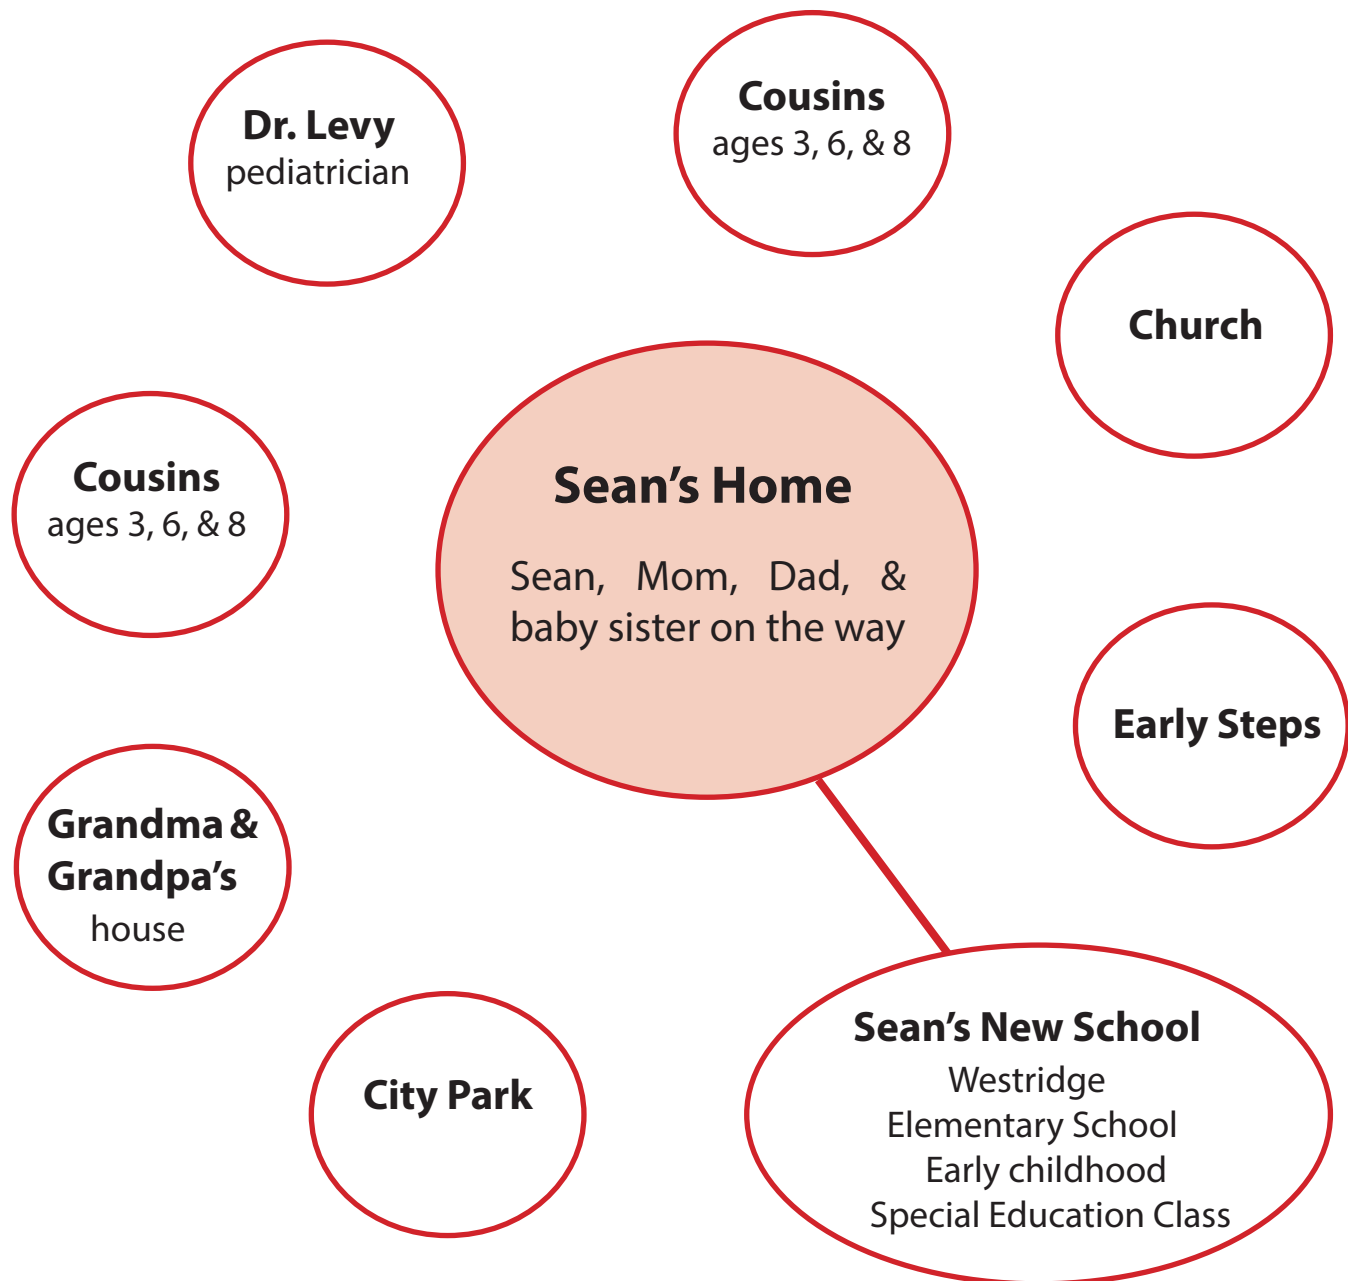 Dr. Levy
pediatrician
Cousins
ages 3, 6, & 8
Church
Cousins
ages 3, 6, & 8
Sean’s Home
Sean, Mom, Dad, &
baby sister on the way
Early Steps
Grandma &
Grandpa’s
house
City Park
Sean’s New School
Westridge
Elementary School
Early childhood
Special Education Class